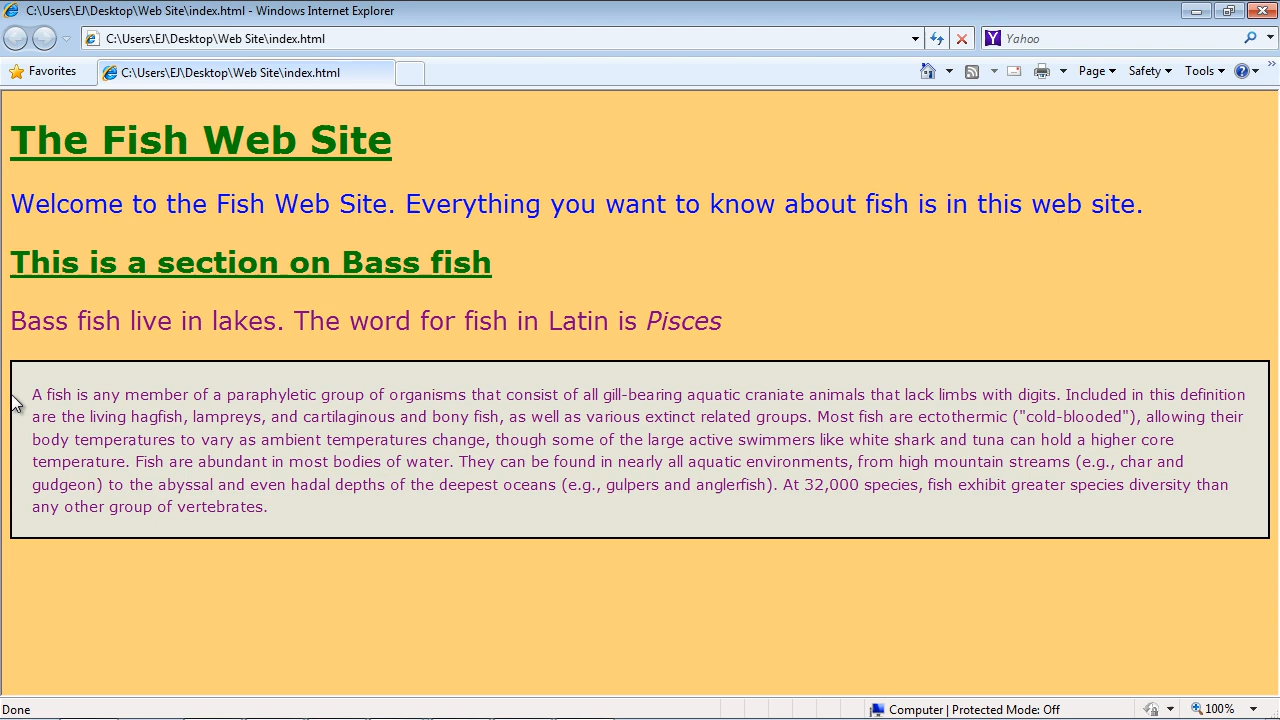 C:\Users\EJ\Desktop\Web Site\index.html - Windows Internet Explorer
C:\Users\EJ\Desktop\Web Site\index.html
Yahoo
Favorites
C:\Users\EJ\Desktop\Web Site\index.html
Page
Safety
Tools
The Fish Web Site
Welcome to the Fish Web Site. Everything you want to know about fish is in this web site.
This is a section on Bass fish
Bass fish live in lakes. The word for fish in Latin is Pisces
A fish is any member of a paraphyletic group of organisms that consist of all gill-bearing aquatic craniate animals that lack limbs with digits. Included in this definition
are the living hagfish, lampreys, and cartilaginous and bony fish, as well as various extinct related groups. Most fish are ectothermic ("cold-blooded"), allowing their
body temperatures to vary as ambient temperatures change, though some of the large active swimmers like white shark and tuna can hold a higher core
temperature. Fish are abundant in most bodies of water. They can be found in nearly all aquatic environments, from high mountain streams (e.g., char and
gudgeon) to the abyssal and even hadal depths of the deepest oceans (e.g., gulpers and anglerfish). At 32,000 species, fish exhibit greater species diversity than
any other group of vertebrates.
Done
Computer | Protected Mode: Off
100%